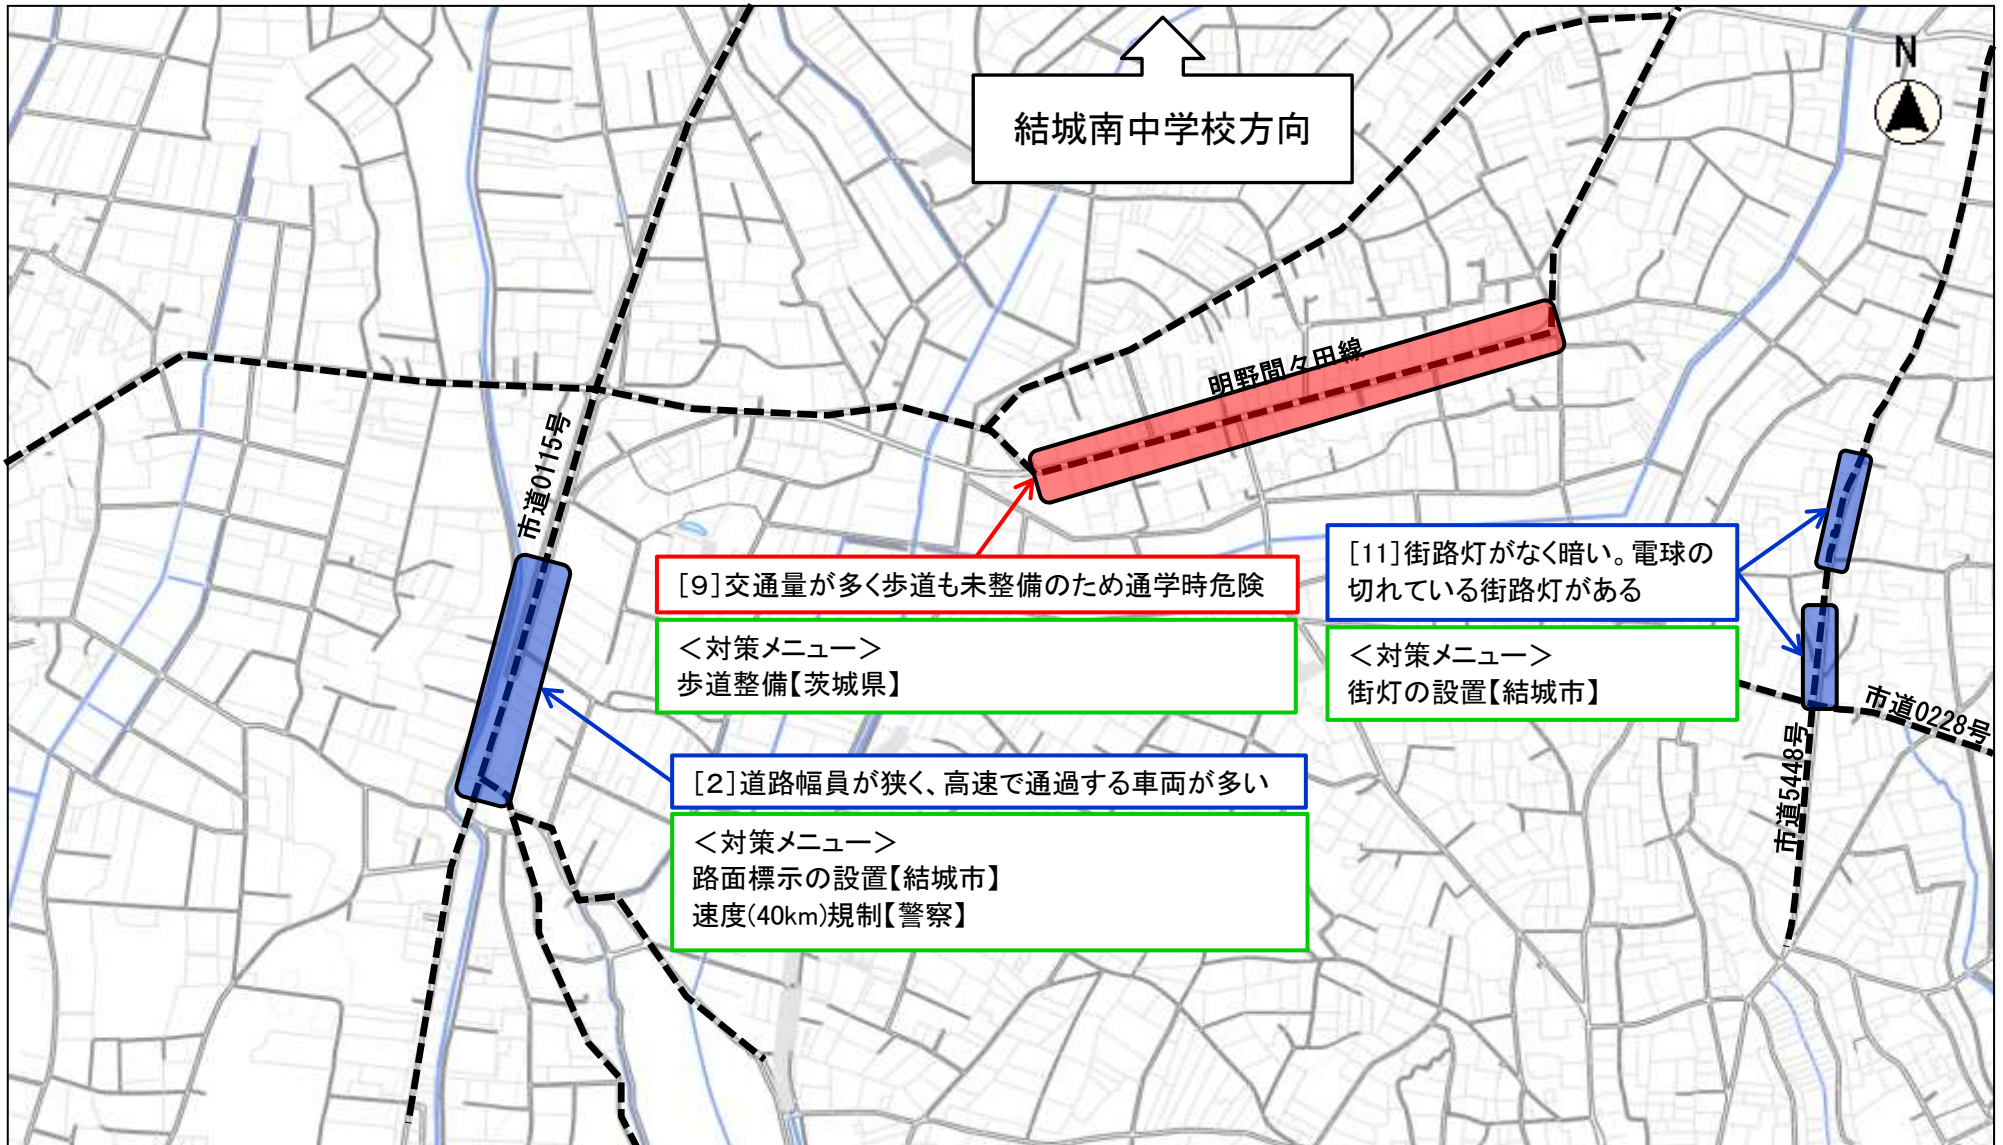 結城南中学校方向
N
明野間々田線
市道0115号
[9]交通量が多く歩道も未整備のため通学時危険
＜対策メニュー＞
歩道整備【茨城県】
[11]街路灯がなく暗い。電球の
切れている街路灯がある
＜対策メニュー＞
街灯の設置【結城市】
市道0228号
市道5448号
[2]道路幅員が狭く、高速で通過する車両が多い
＜対策メニュー＞
路面標示の設置【結城市】
速度(40km)規制【警察】